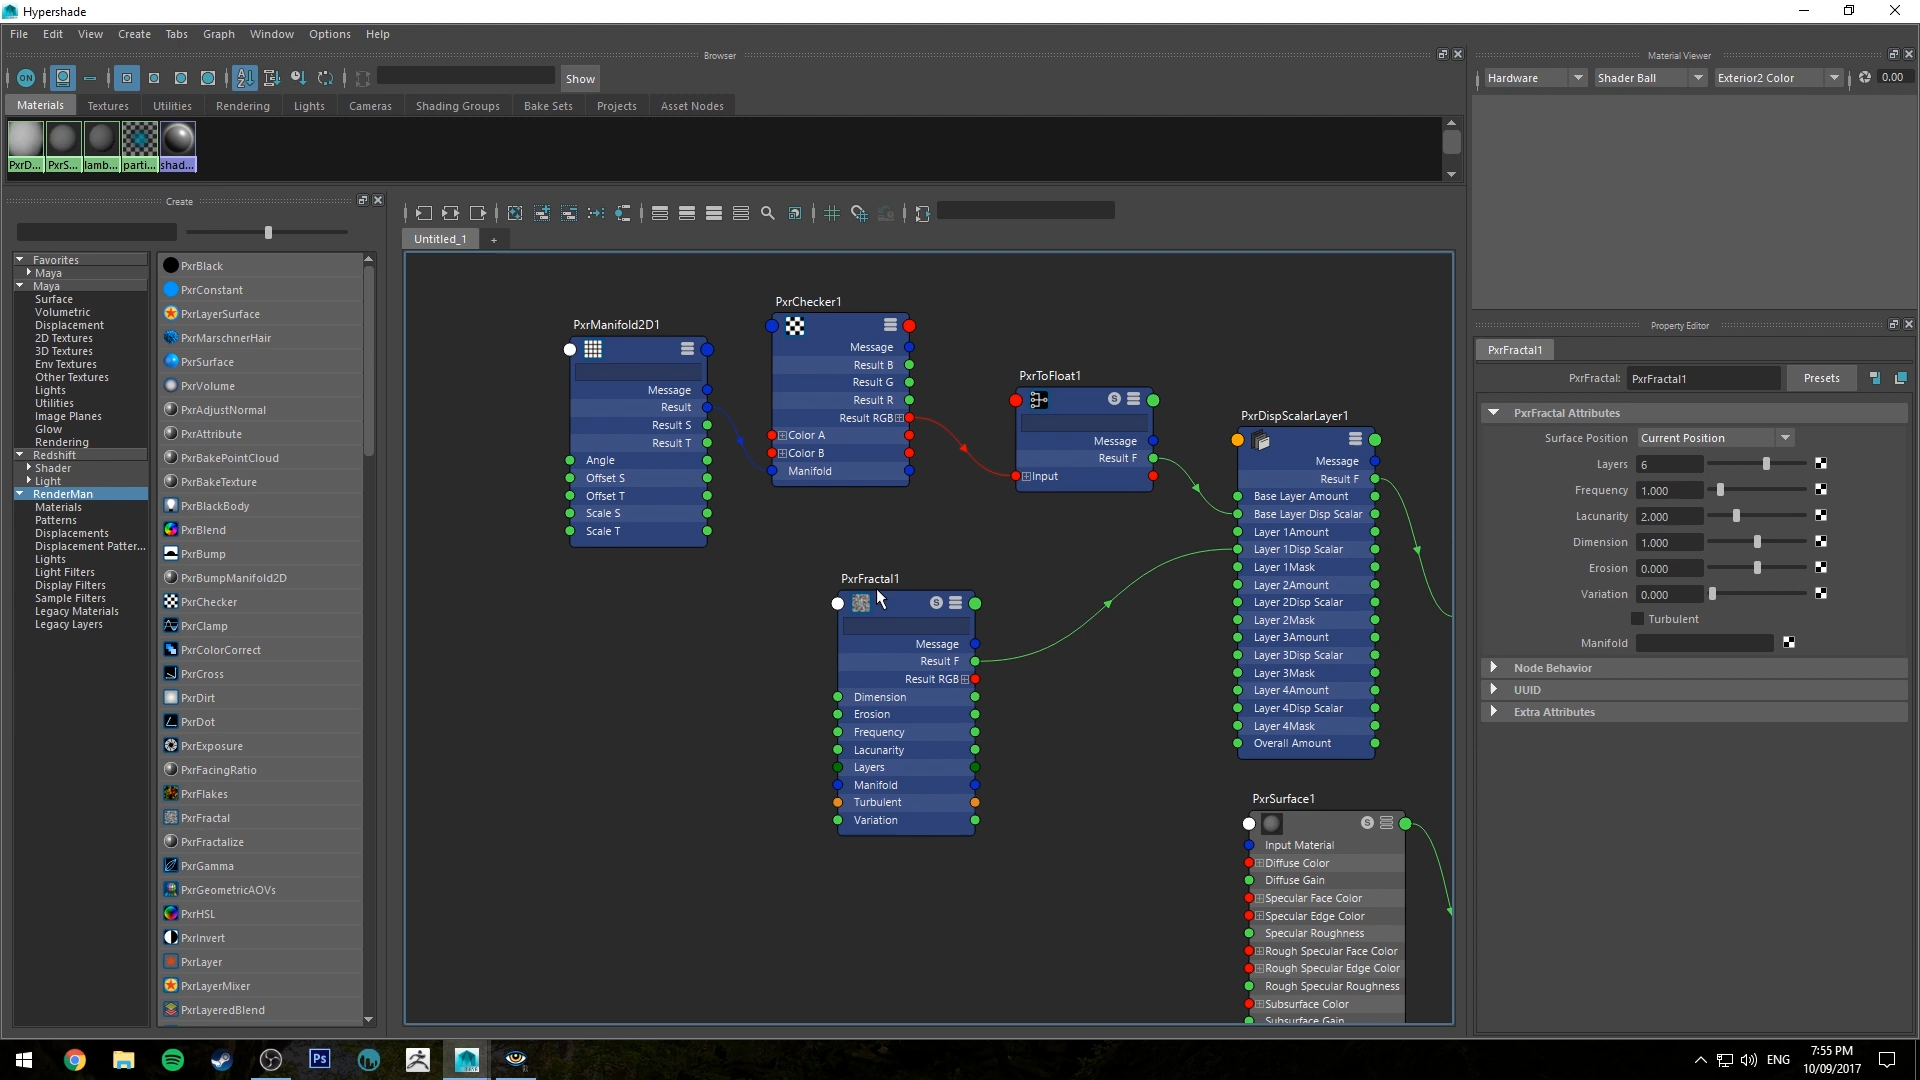 Hypershade
File Edit View Create Tabs Graph Window Options Help
Browser
ON
Show
Materials Textures Utilities Rendering Lights Cameras Shading Groups Bake Sets Projects Asset Nodes
PxrD... PxrS... lamb... parti... shad...
Create
Favorites
Maya
Maya
Surface
Volumetric
Displacement
2D Textures
3D Textures
Env Textures
Other Textures
Lights
Utilities
Image Planes
Glow
Rendering
Redshift
Shader
Light
RenderMan
Materials
Patterns
Displacements
Displacement Patter...
Lights
Light Filters
Display Filters
Sample Filters
Legacy Materials
Legacy Layers
PxrBlack
PxrConstant
PxrLayerSurface
PxrMarschnerHair
PxrSurface
PxrVolume
PxrAdjustNormal
PxrAttribute
PxrBakePointCloud
PxrBakeTexture
PxrBlackBody
PxrBlend
PxrBump
PxrBumpManifold2D
PxrChecker
PxrClamp
PxrColorCorrect
PxrCross
PxrDirt
PxrDot
PxrExposure
PxrFacingRatio
PxrFlakes
PxrFractal
PxrFractalize
PxrGamma
PxrGeometricAOVs
PxrHSL
PxrInvert
PxrLayer
PxrLayerMixer
PxrLayeredBlend
Untitled_1 +
PxrManifold2D1
Message
Result
Result S
Result T
Angle
Offset S
Offset T
Scale S
Scale T
PxrChecker1
Message
Result B
Result G
Result R
Result RGB
Color A
Color B
Manifold
PxrToFloat1
S
Message
Result F
Input
PxrFractal1
S
Message
Result F
Result RGB
Dimension
Erosion
Frequency
Lacunarity
Layers
Manifold
Turbulent
Variation
PxrDispScalarLayer1
Message
Result F
Base Layer Amount
Base Layer Disp Scalar
Layer 1Amount
Layer 1Disp Scalar
Layer 1Mask
Layer 2Amount
Layer 2Disp Scalar
Layer 2Mask
Layer 3Amount
Layer 3Disp Scalar
Layer 3Mask
Layer 4Amount
Layer 4Disp Scalar
Layer 4Mask
Overall Amount
PxrSurface1
S
Input Material
Diffuse Color
Diffuse Gain
Specular Face Color
Specular Edge Color
Specular Roughness
Rough Specular Face Color
Rough Specular Edge Color
Rough Specular Roughness
Subsurface Color
Subsurface Gain
Material Viewer
Hardware Shader Ball Exterior2 Color 0.00
Property Editor
PxrFractal1
PxrFractal: PxrFractal1 Presets
PxrFractal Attributes
Surface Position Current Position
Layers 6
Frequency 1.000
Lacunarity 2.000
Dimension 1.000
Erosion 0.000
Variation 0.000
Turbulent
Manifold
Node Behavior
UUID
Extra Attributes
Ps
ENG
7:55 PM
10/09/2017